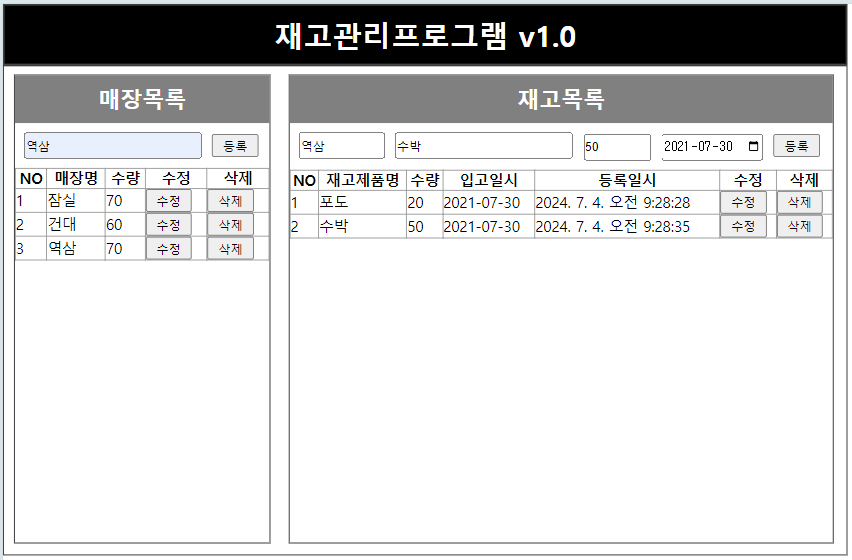 재고관리프로그램 v1.0
매장목록
역삼 등록
NO 매장명 수량 수정 삭제
1 잠실 70 수정 삭제
2 건대 60 수정 삭제
3 역삼 70 수정 삭제
재고목록
역삼 수박 50 2021-07-30 등록
NO 재고제품명 수량 입고일시 등록일시 수정 삭제
1 포도 20 2021-07-30 2024. 7. 4. 오전 9:28:28 수정 삭제
2 수박 50 2021-07-30 2024. 7. 4. 오전 9:28:35 수정 삭제